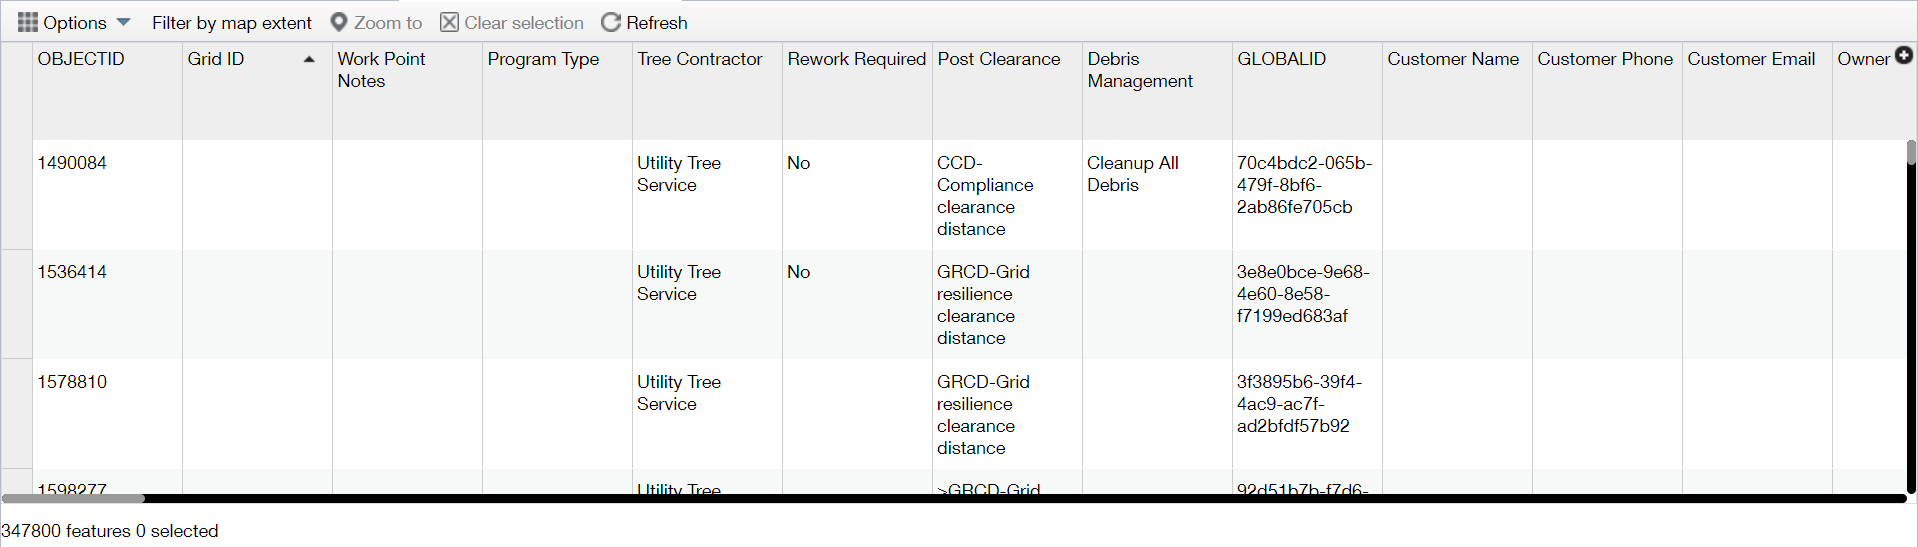 Options Filter by map extent Zoom to Clear selection Refresh
OBJECTID Grid ID Work Point Program Type Tree Contractor Rework Required Post Clearance Debris GLOBALID Customer Name Customer Phone Customer Email Owner
Notes Management
1490084 Utility Tree No CCD- Cleanup All 70c4bdc2-065b-
Service Compliance Debris 479f-8bf6-
clearance 2ab86fe705cb
distance
1536414 Utility Tree No GRCD-Grid 3e8e0bce-9e68-
Service resilience 4e60-8e58-
clearance f7199ed683af
distance
1578810 Utility Tree GRCD-Grid 3f3895b6-39f4-
Service resilience 4ac9-ac7f-
clearance ad2bfdf57b92
distance
1598277 Utility Tree >GRCD-Grid 92d51b7b-f7d6-
347800 features 0 selected